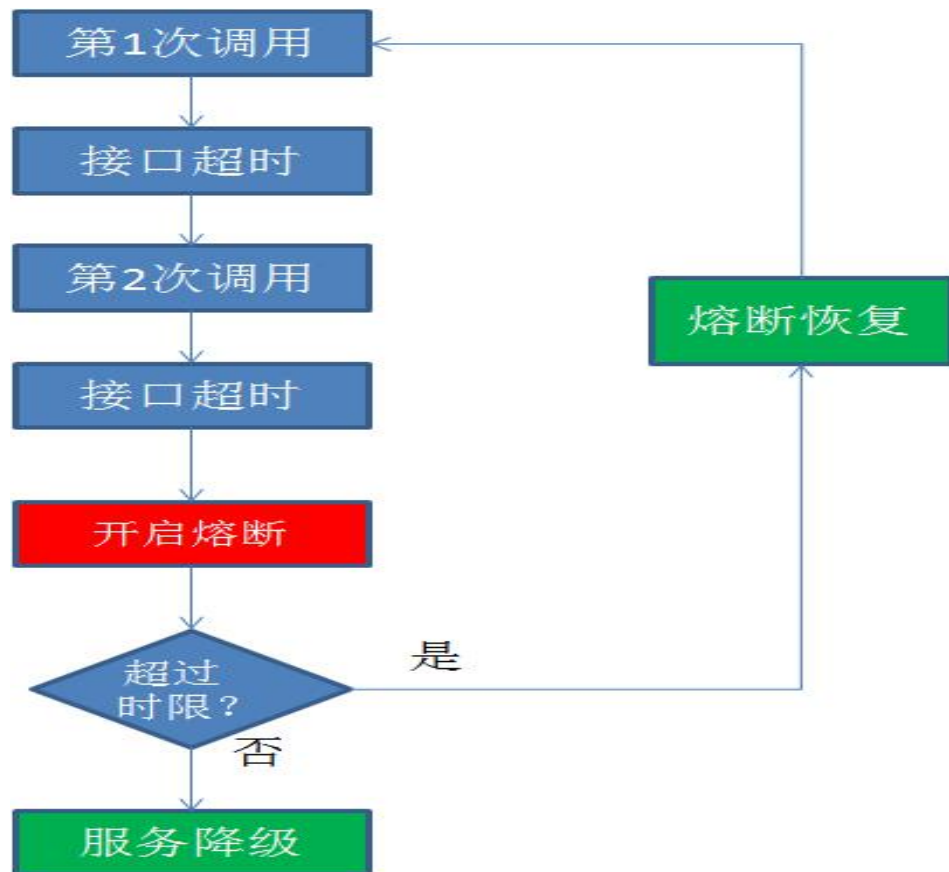 第1次调用
接口超时
第2次调用
接口超时
开启熔断
超过
时限?
是
否
服务降级
熔断恢复